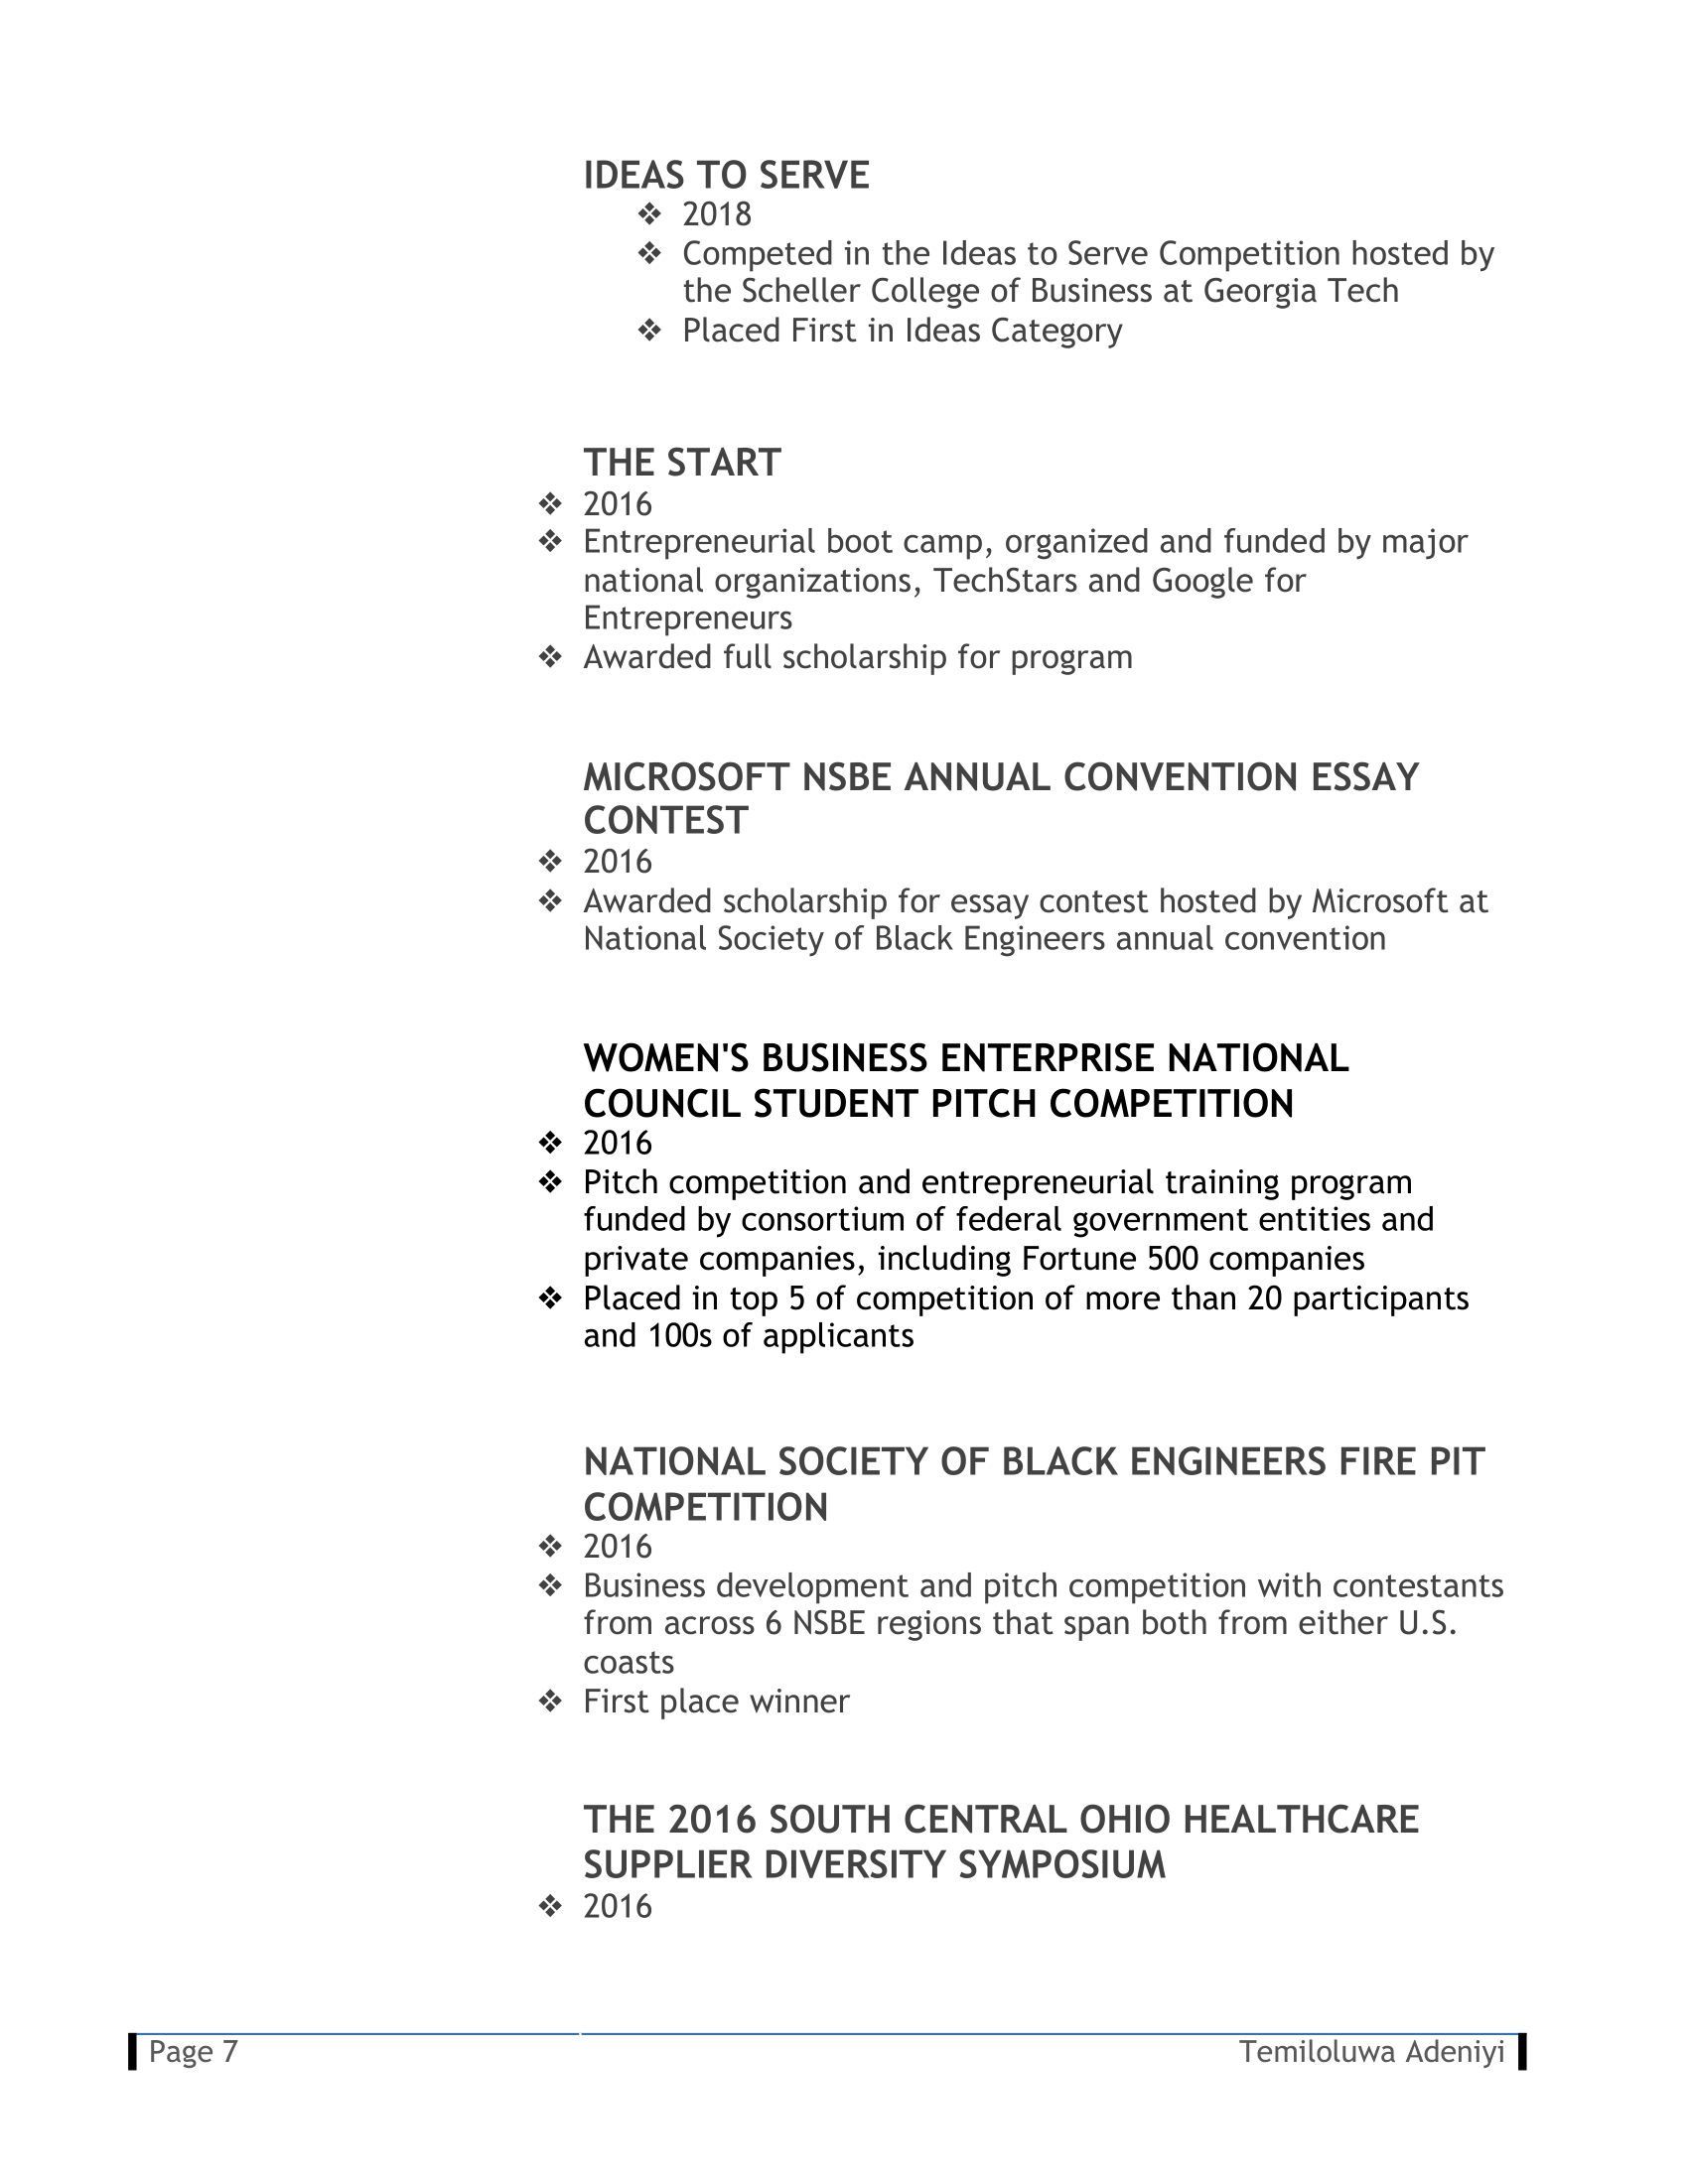 IDEAS TO SERVE
❖ 2018
❖ Competed in the Ideas to Serve Competition hosted by
the Scheller College of Business at Georgia Tech
❖ Placed First in Ideas Category
THE START
❖ 2016
❖ Entrepreneurial boot camp, organized and funded by major
national organizations, TechStars and Google for
Entrepreneurs
❖ Awarded full scholarship for program
MICROSOFT NSBE ANNUAL CONVENTION ESSAY
CONTEST
❖ 2016
❖ Awarded scholarship for essay contest hosted by Microsoft at
National Society of Black Engineers annual convention
WOMEN'S BUSINESS ENTERPRISE NATIONAL
COUNCIL STUDENT PITCH COMPETITION
❖ 2016
❖ Pitch competition and entrepreneurial training program
funded by consortium of federal government entities and
private companies, including Fortune 500 companies
❖ Placed in top 5 of competition of more than 20 participants
and 100s of applicants
NATIONAL SOCIETY OF BLACK ENGINEERS FIRE PIT
COMPETITION
❖ 2016
❖ Business development and pitch competition with contestants
from across 6 NSBE regions that span both from either U.S.
coasts
❖ First place winner
THE 2016 SOUTH CENTRAL OHIO HEALTHCARE
SUPPLIER DIVERSITY SYMPOSIUM
❖ 2016
Page 7
Temiloluwa Adeniyi